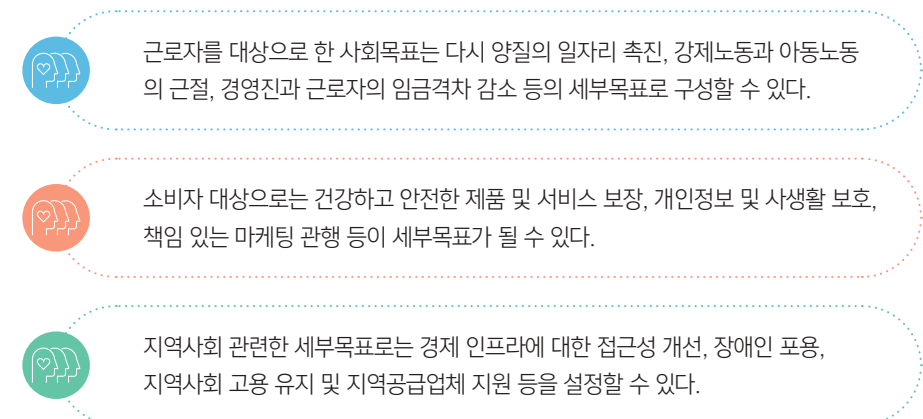 근로자를 대상으로 한 사회목표는 다시 양질의 일자리 촉진, 강제노동과 아동노동
의 근절, 경영진과 근로자의 임금격차 감소 등의 세부목표로 구성할 수 있다.
소비자 대상으로는 건강하고 안전한 제품 및 서비스 보장, 개인정보 및 사생활 보호,
책임 있는 마케팅 관행 등이 세부목표가 될 수 있다.
지역사회 관련한 세부목표로는 경제 인프라에 대한 접근성 개선, 장애인 포용,
지역사회 고용 유지 및 지역공급업체 지원 등을 설정할 수 있다.